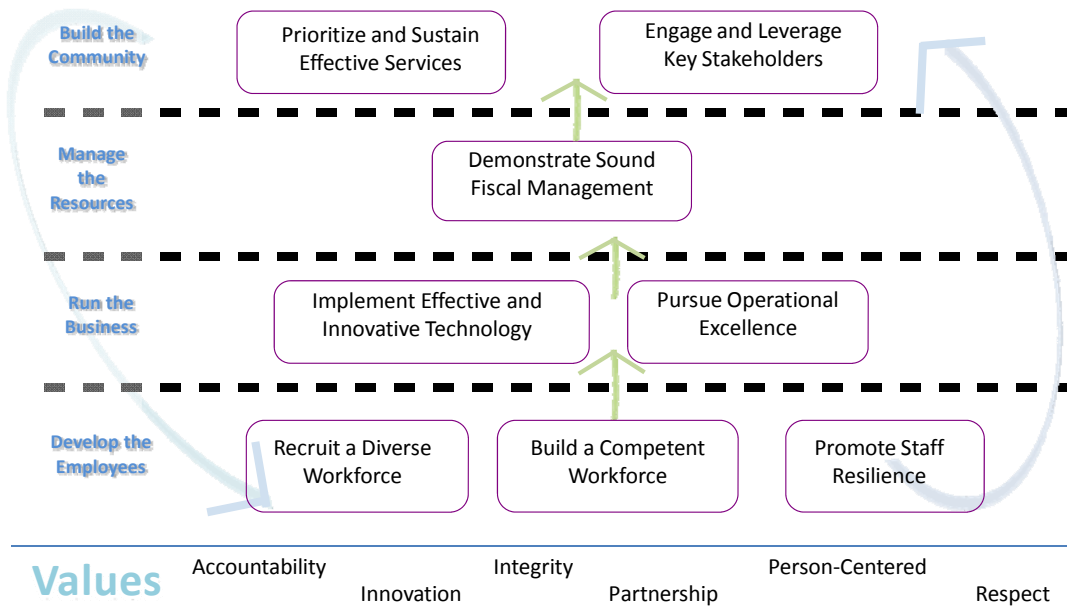 Build the
Community
Prioritize and Sustain
Effective Services
Engage and Leverage
Key Stakeholders
Manage
the
Resources
Demonstrate Sound
Fiscal Management
Run the
Business
Implement Effective and
Innovative Technology
Pursue Operational
Excellence
Develop the
Employees
Recruit a Diverse
Workforce
Build a Competent
Workforce
Promote Staff
Resilience
Values
Accountability
Innovation
Integrity
Partnership
Person-Centered
Respect